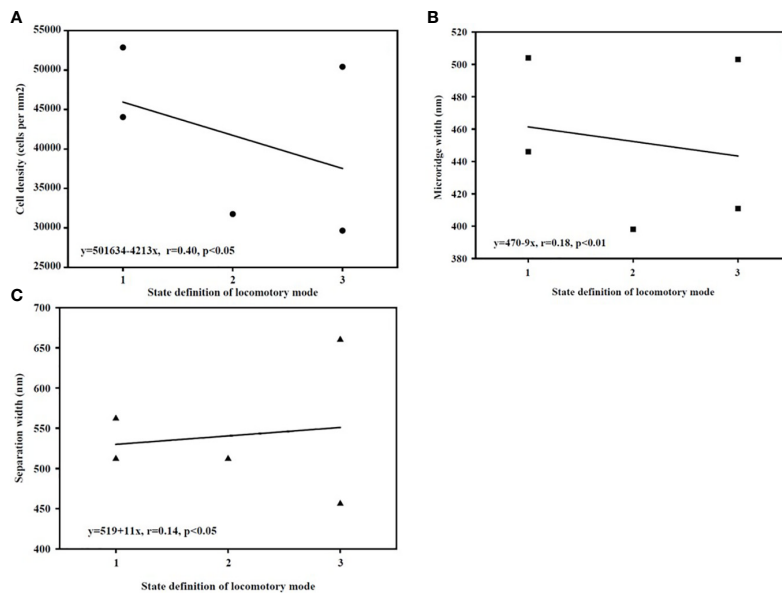 A
55000
50000
45000
40000
35000
30000
25000
Cell density (cells per mm2)
y=501634-4213x, r=0.40, p<0.05
1 2 3
State definition of locomotory mode
B
520
500
480
460
440
420
400
380
Microridge width (nm)
y=470-9x, r=0.18, p<0.01
1 2 3
State definition of locomotory mode
C
700
650
600
550
500
450
400
Separation width (nm)
y=519+11x, r=0.14, p<0.05
1 2 3
State definition of locomotory mode